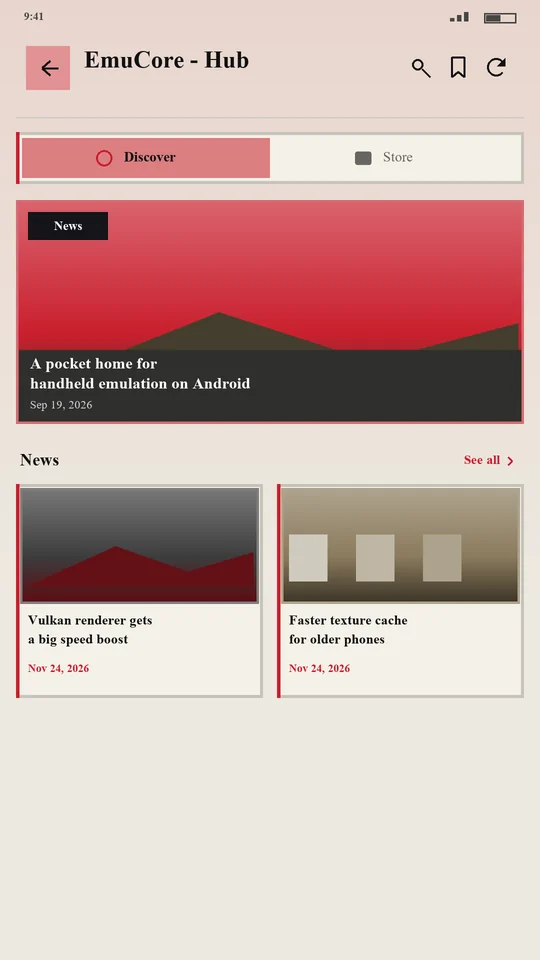 9:41
EmuCore - Hub
Discover
Store
News
A pocket home for
handheld emulation on Android
Sep 19, 2026
News
See all
Vulkan renderer gets
a big speed boost
Nov 24, 2026
Faster texture cache
for older phones
Nov 24, 2026